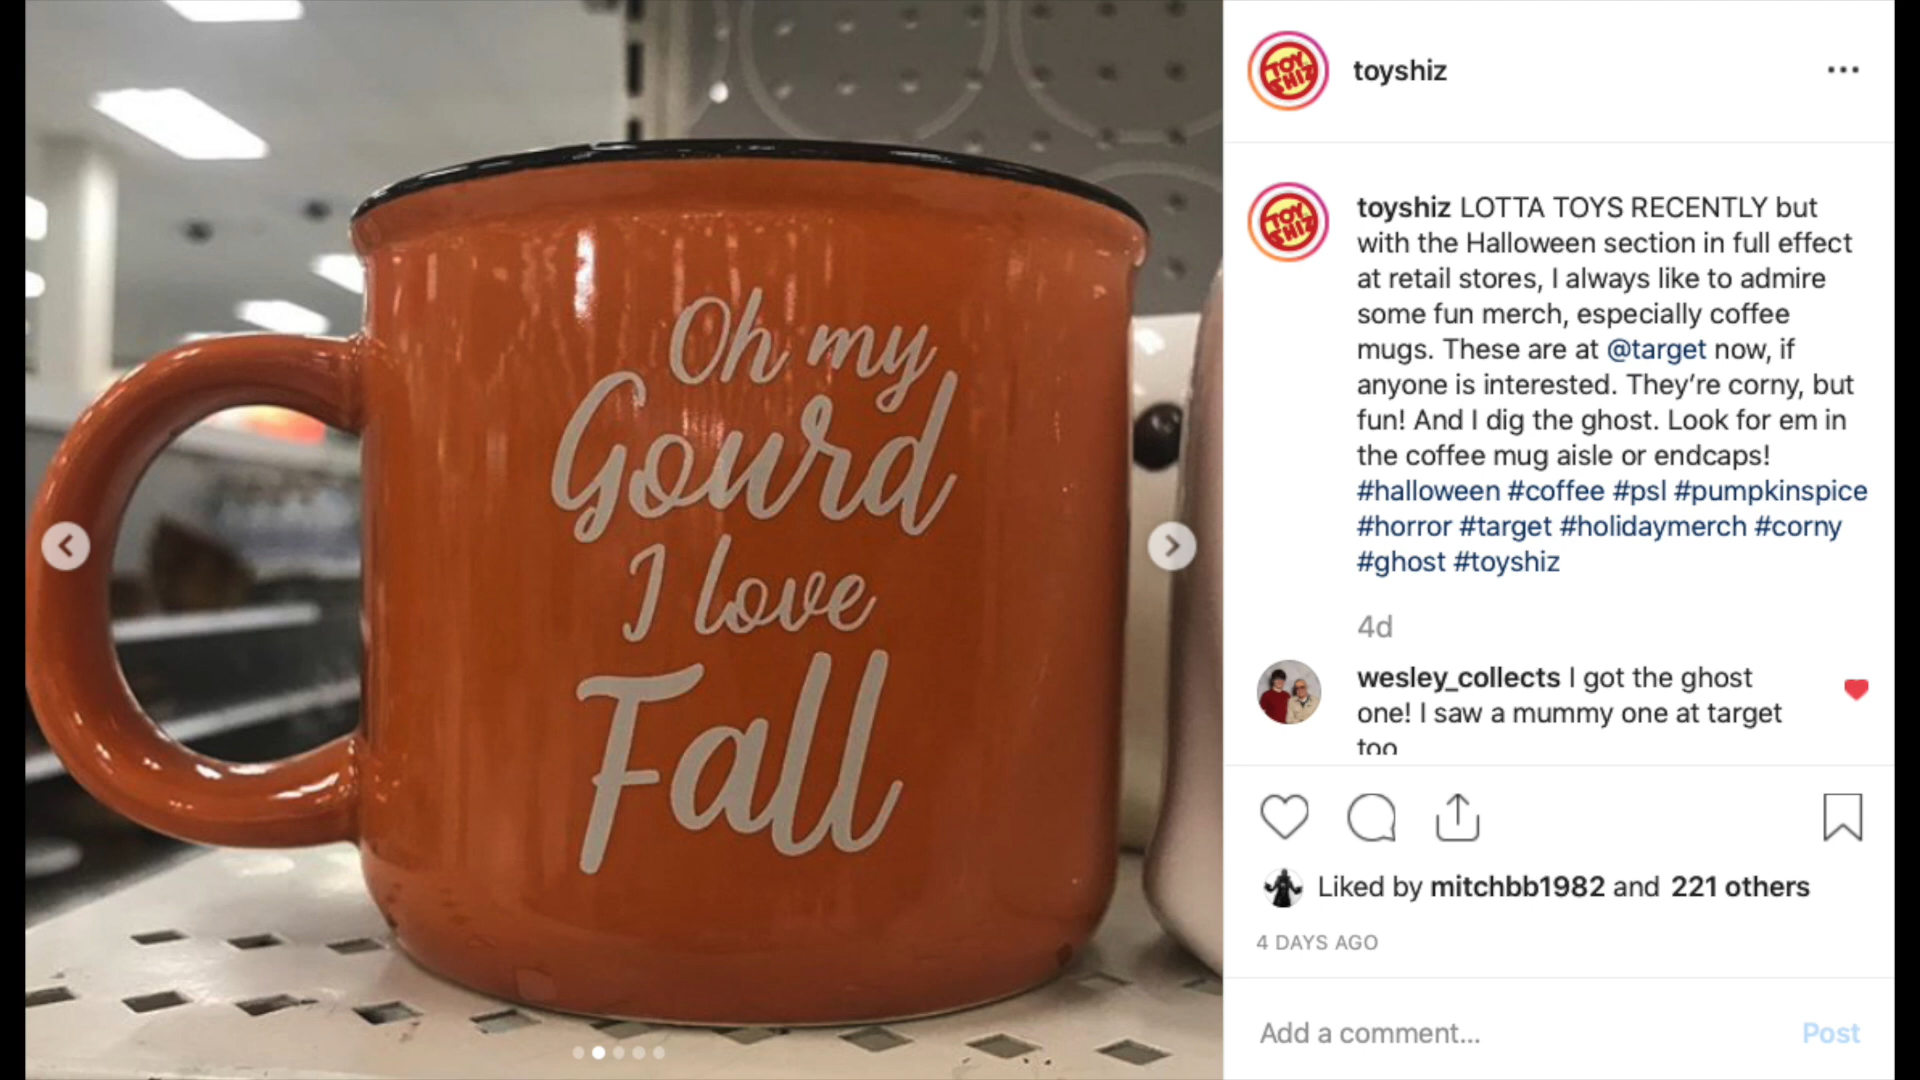 Oh my
Gourd
I love
Fall
TOY
SHIZ
toyshiz
TOY
SHIZ
toyshiz LOTTA TOYS RECENTLY but
with the Halloween section in full effect
at retail stores, I always like to admire
some fun merch, especially coffee
mugs. These are at @target now, if
anyone is interested. They’re corny, but
fun! And I dig the ghost. Look for em in
the coffee mug aisle or endcaps!
#halloween #coffee #psl #pumpkinspice
#horror #target #holidaymerch #corny
#ghost #toyshiz
4d
wesley_collects I got the ghost
one! I saw a mummy one at target
too
Liked by mitchbb1982 and 221 others
4 DAYS AGO
Add a comment...
Post